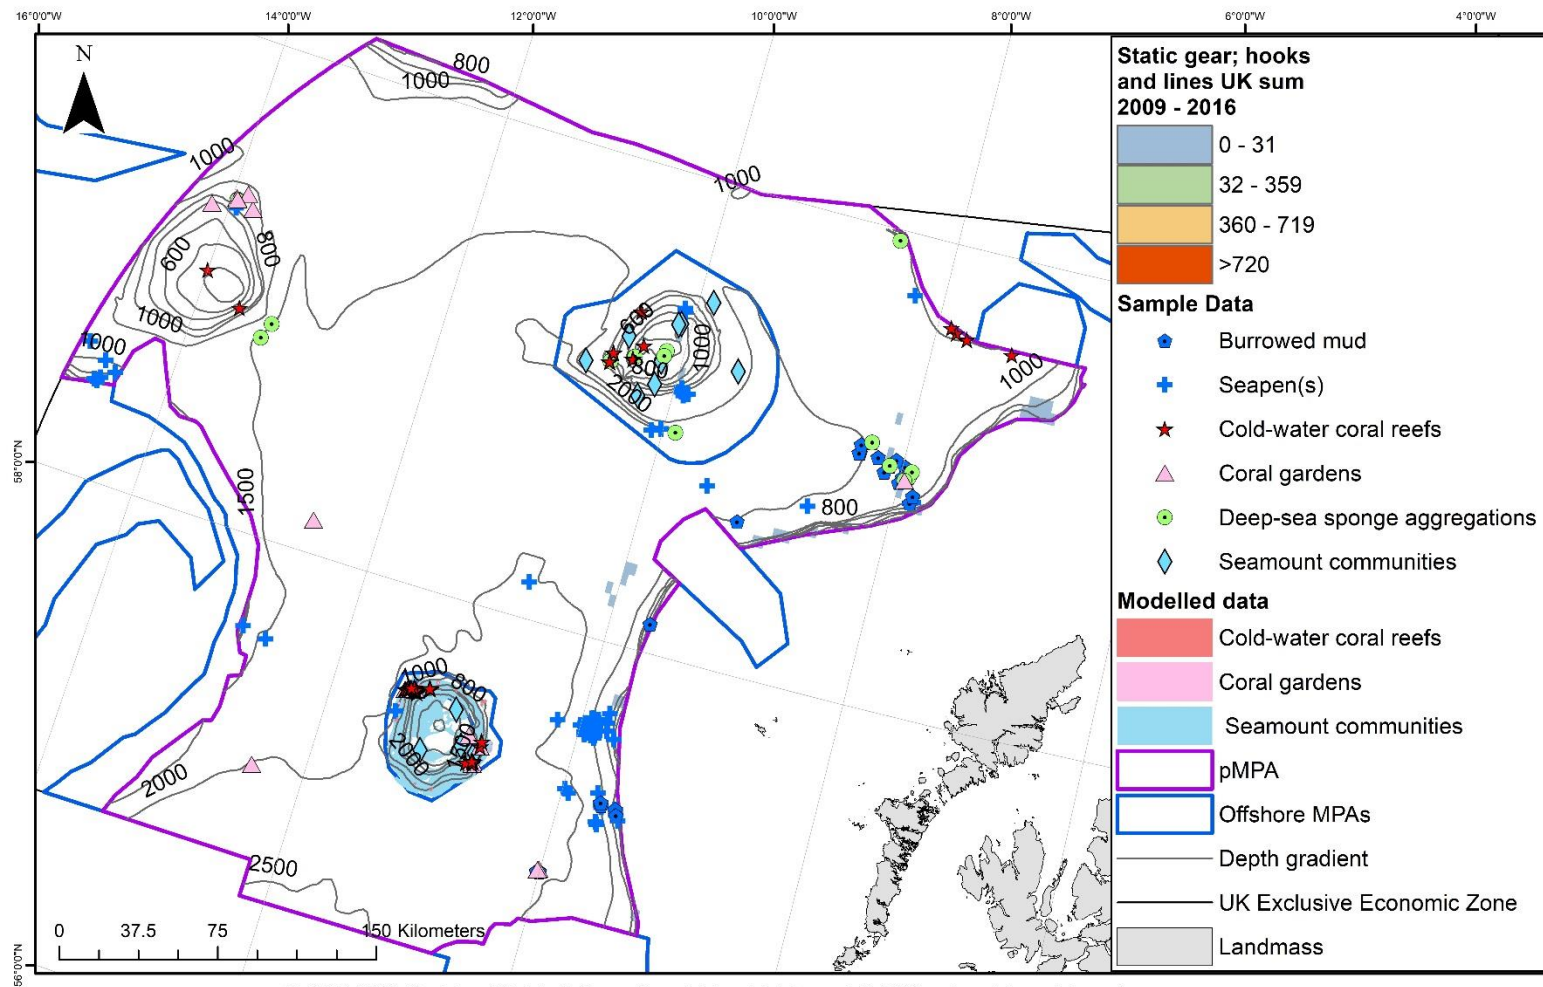 16°0'0"W 14°0'0"W 12°0'0"W 10°0'0"W 8°0'0"W 6°0'0"W 4°0'0"W
N
800
1000
1000
1000
600
800
1000
1000
600
1000
800
2000
1000
58°0'0"N
1500
800
1000
800
2000
2000
2500
0 37.5 75 150 Kilometers
56°0'0"N
Static gear; hooks
and lines UK sum
2009 - 2016
0 - 31
32 - 359
360 - 719
>720
Sample Data
Burrowed mud
Seapen(s)
Cold-water coral reefs
Coral gardens
Deep-sea sponge aggregations
Seamount communities
Modelled data
Cold-water coral reefs
Coral gardens
Seamount communities
pMPA
Offshore MPAs
Depth gradient
UK Exclusive Economic Zone
Landmass